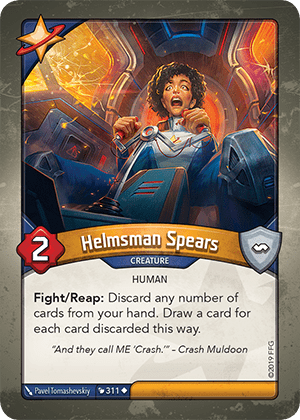 Helmsman Spears
2
CREATURE
HUMAN
Fight/Reap: Discard any number
of cards from your hand. Draw a card
for each card discarded this way.
"And they call ME 'Crash.'" - Crash Muldoon
©2019 FFG
Pavel Tomashevskiy
311